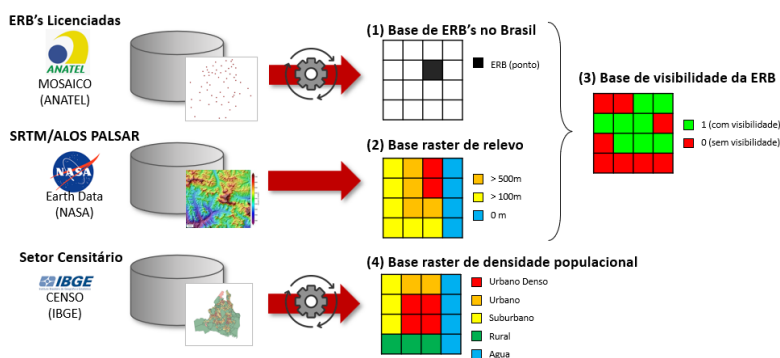 ERB's Licenciadas
ANATEL
MOSAICO
(ANATEL)
(1) Base de ERB's no Brasil
ERB (ponto)
(3) Base de visibilidade da ERB
1 (com visibilidade)
0 (sem visibilidade)
SRTM/ALOS PALSAR
NASA
Earth Data
(NASA)
(2) Base raster de relevo
> 500m
> 100m
0 m
Setor Censitário
IBGE
CENSO
(IBGE)
(4) Base raster de densidade populacional
Urbano Denso
Urbano
Suburbano
Rural
Agua